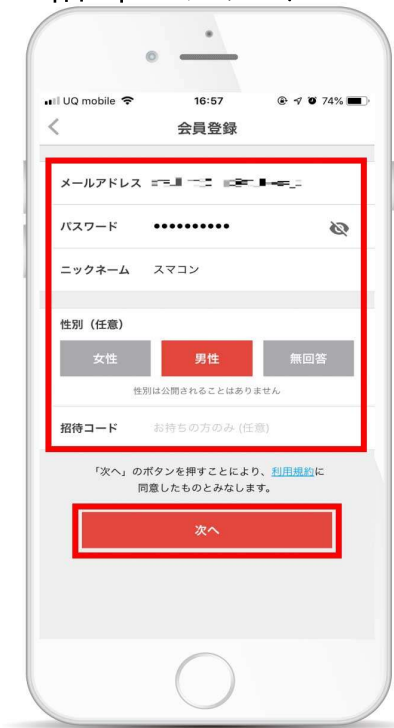 UQ mobile 16:57 74%
会員登録
メールアドレス
パスワード ●●●●●●●●●●
ニックネーム スマコン
性別（任意）
女性 男性 無回答
性別は公開されることはありません
招待コード お持ちの方のみ (任意)
「次へ」のボタンを押すことにより、利用規約に
同意したものとみなします。
次へ